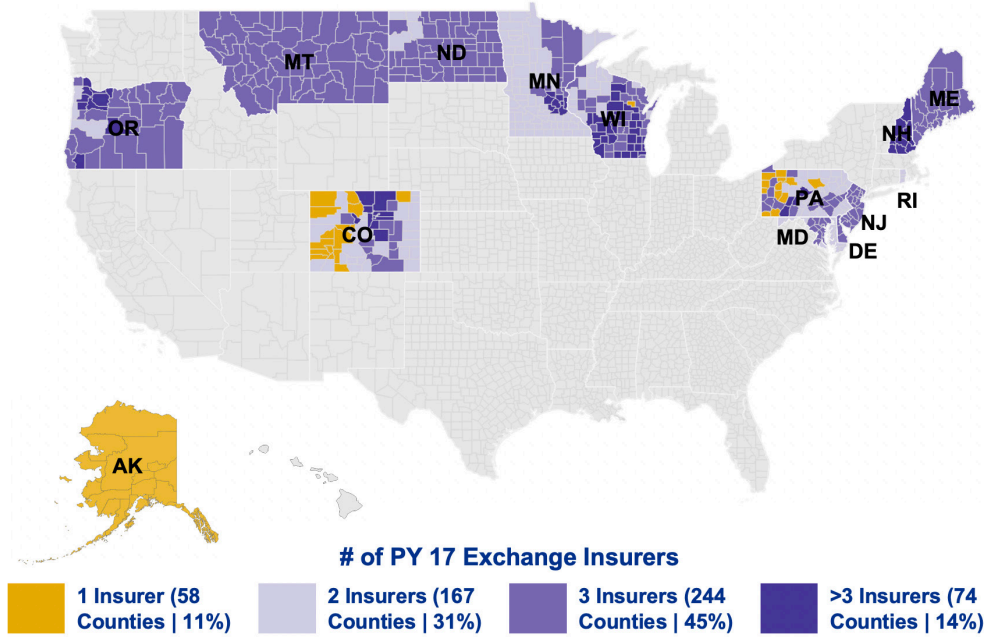 MT
ND
MN
ME
OR
WI
NH
PA
RI
NJ
CO
MD
DE
AK
# of PY 17 Exchange Insurers
1 Insurer (58
Counties | 11%)
2 Insurers (167
Counties | 31%)
3 Insurers (244
Counties | 45%)
>3 Insurers (74
Counties | 14%)